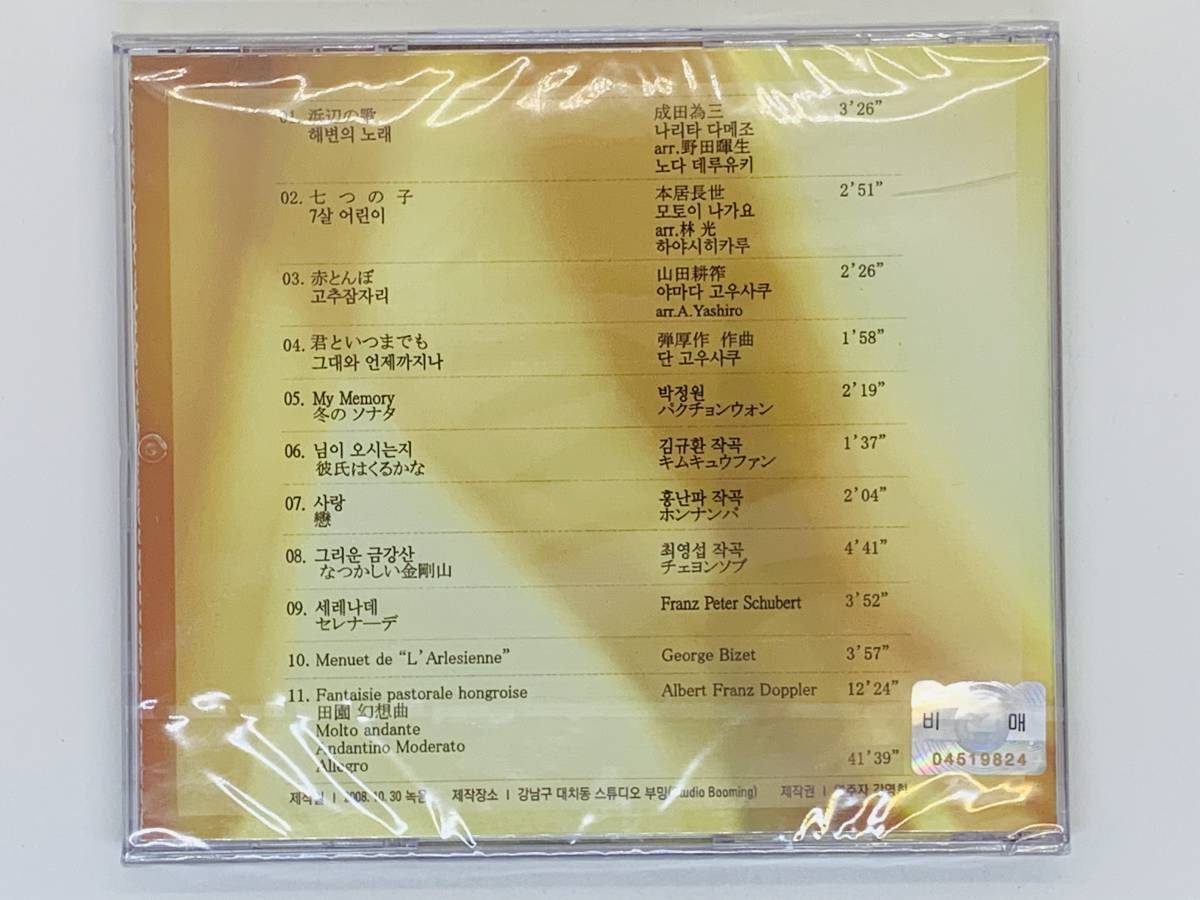 01. 浜辺の歌 成田為三 3’26”
해변의 노래 나리타 다메조
arr.野田暉生
노다 데루유키
02. 七 つ の 子 本居長世 2’51”
7살 어린이 모토이 나가요
arr.林 光
하야시히카루
03. 赤とんぼ 山田耕筰 2’26”
고추잠자리 야마다 고우사쿠
arr.A.Yashiro
04. 君といつまでも 弾厚作 作曲 1’58”
그대와 언제까지나 단 고우사쿠
05. My Memory 박정원 2’19”
冬の ソナタ パクチョンウォン
06. 님이 오시는지 김규환 작곡 1’37”
彼氏はくるかな キムキュウファン
07. 사랑 홍난파 작곡 2’04”
戀 ホンナンパ
08. 그리운 금강산 최영섭 작곡 4’41”
なつかしい金剛山 チェヨンソプ
09. 세레나데 Franz Peter Schubert 3’52”
セレナーデ
10. Menuet de “L’Arlesienne” George Bizet 3’57”
11. Fantaisie pastorale hongroise Albert Franz Doppler 12’24”
田園 幻想曲
Molto andante
Andantino Moderato
Allegro 41’39”
비 매
04519824
제작일 I 2008.10.30 녹음 제작장소 I 강남구 대치동 스튜디오 부밍(Studio Booming) 제작권 I